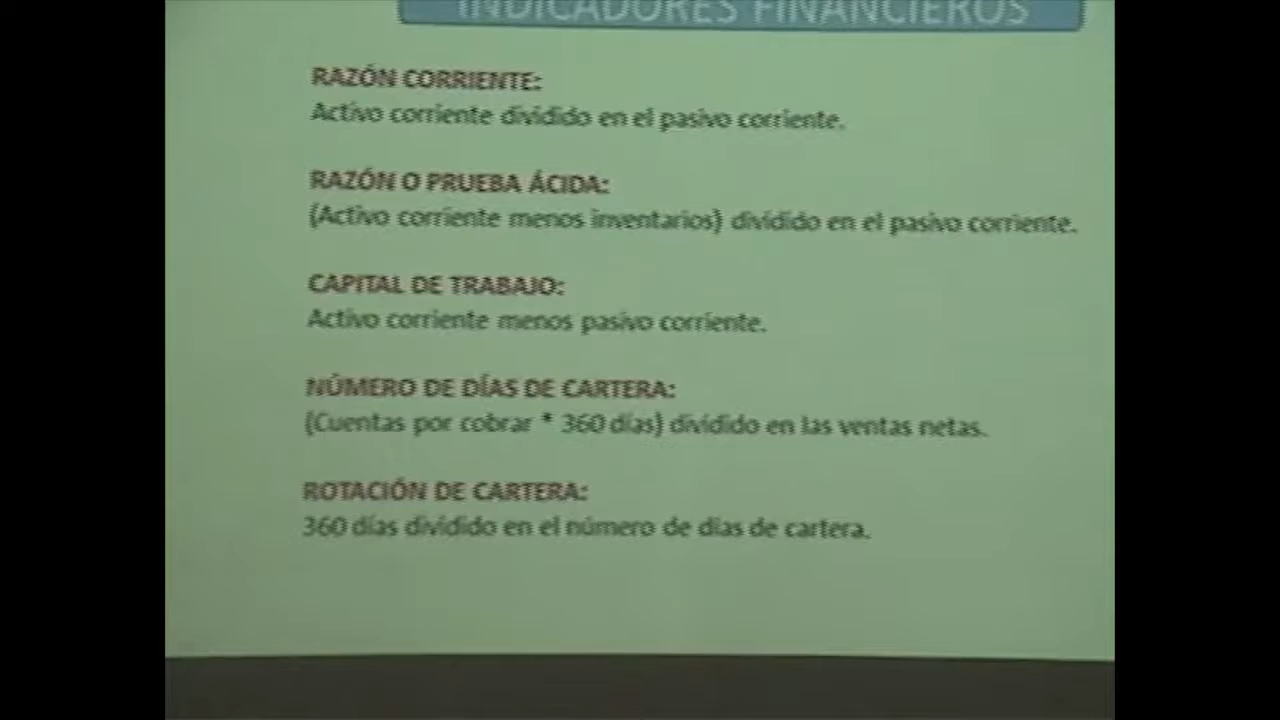 INDICADORES FINANCIEROS
RAZÓN CORRIENTE:
Activo corriente dividido en el pasivo corriente.
RAZÓN O PRUEBA ÁCIDA:
(Activo corriente menos inventarios) dividido en el pasivo corriente.
CAPITAL DE TRABAJO:
Activo corriente menos pasivo corriente.
NÚMERO DE DÍAS DE CARTERA:
(Cuentas por cobrar * 360 días) dividido en las ventas netas.
ROTACIÓN DE CARTERA:
360 días dividido en el número de días de cartera.